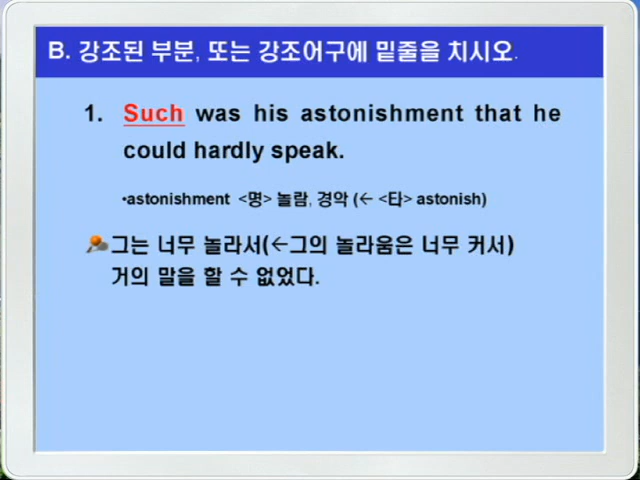 B. 강조된 부분, 또는 강조어구에 밑줄을 치시오.
1. Such was his astonishment that he
could hardly speak.
•astonishment <명> 놀람, 경악 (← <타> astonish)
그는 너무 놀라서(←그의 놀라움은 너무 커서)
거의 말을 할 수 없었다.